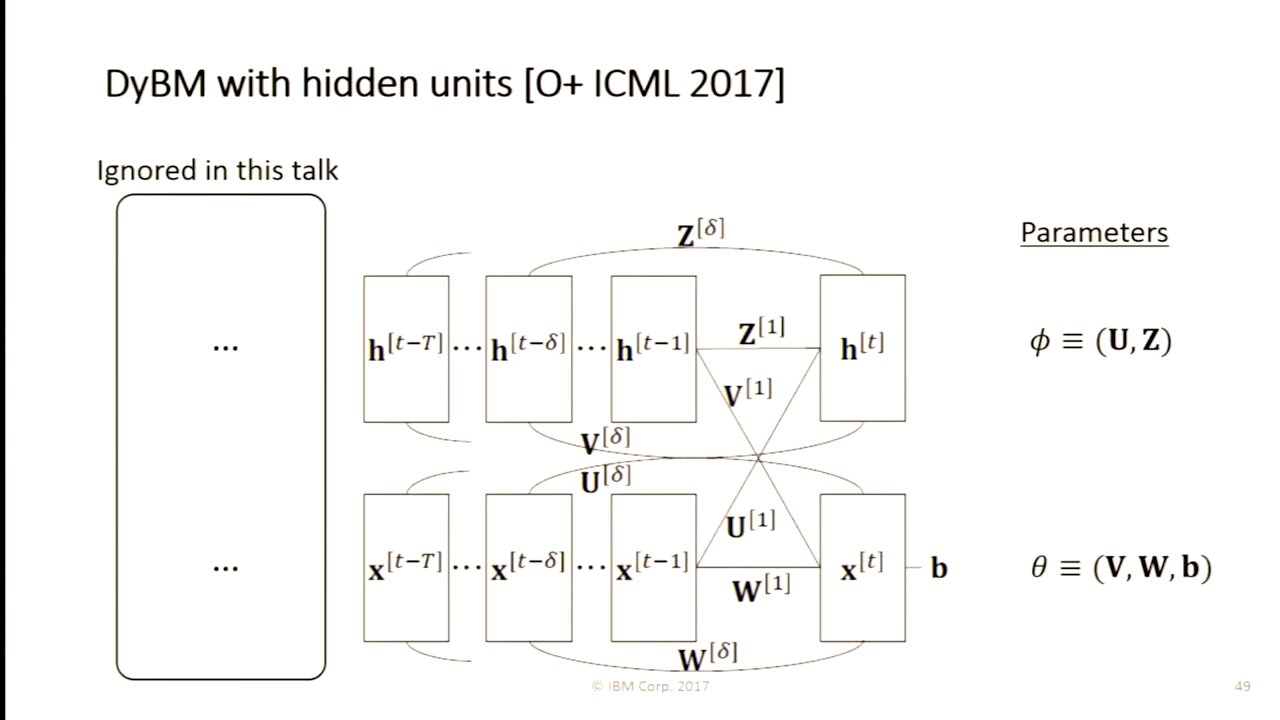 DyBM with hidden units [O+ ICML 2017]
Ignored in this talk
Z^[δ]
Parameters
... h^[t−T] ... h^[t−δ] ... h^[t−1] Z^[1] h^[t] ϕ ≡ (U, Z)
V^[1]
V^[δ]
U^[δ]
U^[1]
... x^[t−T] ... x^[t−δ] ... x^[t−1] x^[t] b θ ≡ (V, W, b)
W^[1]
W^[δ]
© IBM Corp. 2017
49